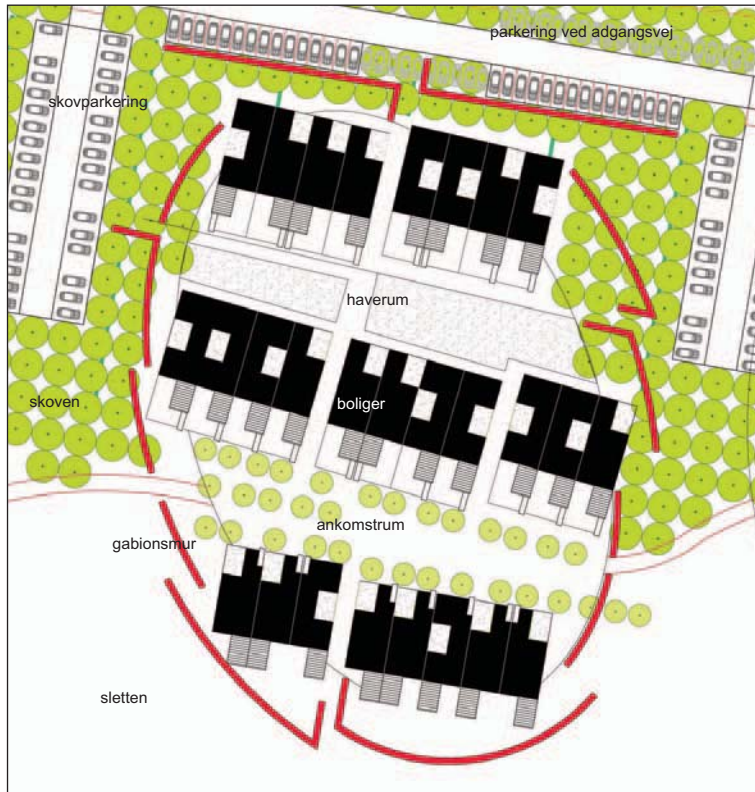 parkering ved adgangsvej
skovparkering
haverum
skoven
boliger
ankomstrum
gabionsmur
sletten